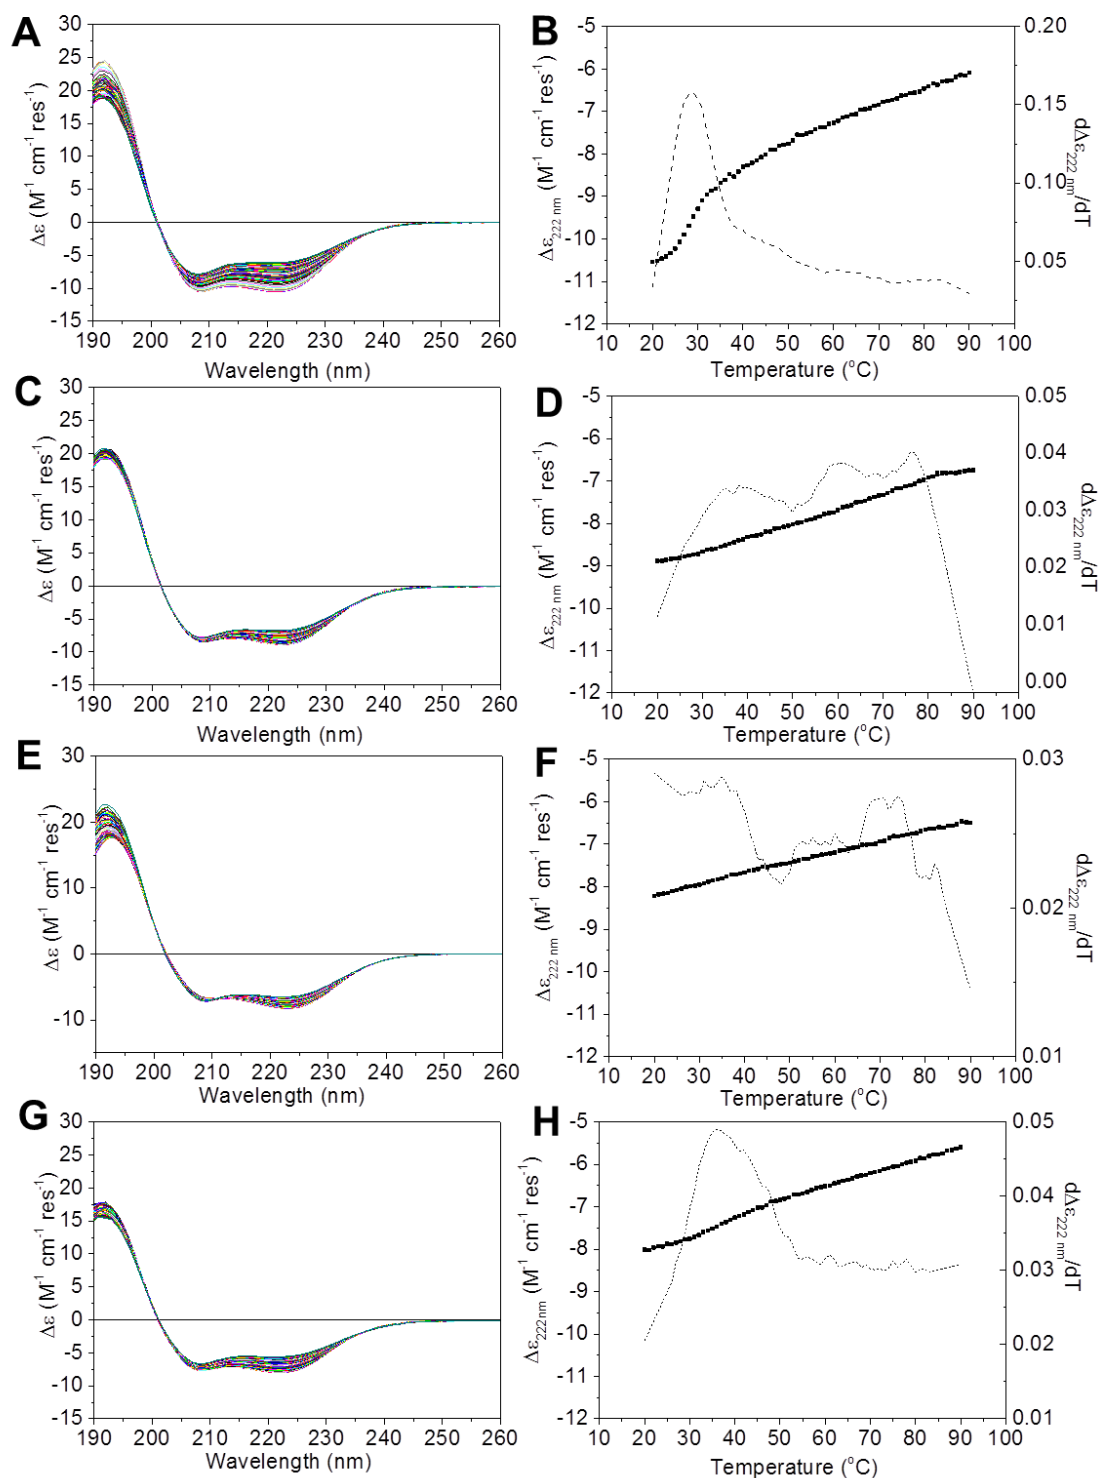 A
30
25
20
15
10
5
0
-5
-10
-15
190 200 210 220 230 240 250 260
Wavelength (nm)
Δε (M⁻¹ cm⁻¹ res⁻¹)
B
-5
-6
-7
-8
-9
-10
-11
-12
0.20
0.15
0.10
0.05
10 20 30 40 50 60 70 80 90 100
Temperature (°C)
Δε₂₂₂ nm (M⁻¹ cm⁻¹ res⁻¹)
dΔε₂₂₂ nm/dT
C
30
25
20
15
10
5
0
-5
-10
-15
190 200 210 220 230 240 250 260
Wavelength (nm)
Δε (M⁻¹ cm⁻¹ res⁻¹)
D
-5
-6
-7
-8
-9
-10
-11
-12
0.05
0.04
0.03
0.02
0.01
0.00
10 20 30 40 50 60 70 80 90 100
Temperature (°C)
Δε₂₂₂ nm (M⁻¹ cm⁻¹ res⁻¹)
dΔε₂₂₂ nm/dT
E
30
20
10
0
-10
190 200 210 220 230 240 250 260
Wavelength (nm)
Δε (M⁻¹ cm⁻¹ res⁻¹)
F
-5
-6
-7
-8
-9
-10
-11
-12
0.03
0.02
0.01
10 20 30 40 50 60 70 80 90 100
Temperature (°C)
Δε₂₂₂ nm (M⁻¹ cm⁻¹ res⁻¹)
dΔε₂₂₂ nm/dT
G
30
25
20
15
10
5
0
-5
-10
-15
190 200 210 220 230 240 250 260
Wavelength (nm)
Δε (M⁻¹ cm⁻¹ res⁻¹)
H
-5
-6
-7
-8
-9
-10
-11
-12
0.05
0.04
0.03
0.02
0.01
10 20 30 40 50 60 70 80 90 100
Temperature (°C)
Δε₂₂₂nm (M⁻¹ cm⁻¹ res⁻¹)
dΔε₂₂₂ nm/dT